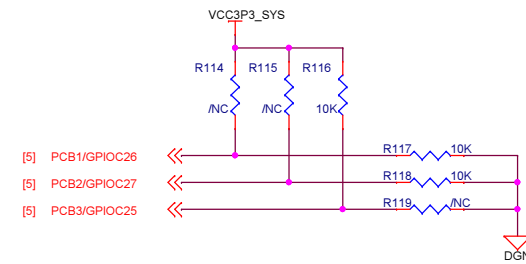 VCC3P3_SYS
R114 R115 R116
/NC /NC 10K
[5] PCB1/GPIOC26 R117 10K
[5] PCB2/GPIOC27 R118 10K
[5] PCB3/GPIOC25 R119 /NC
DGN